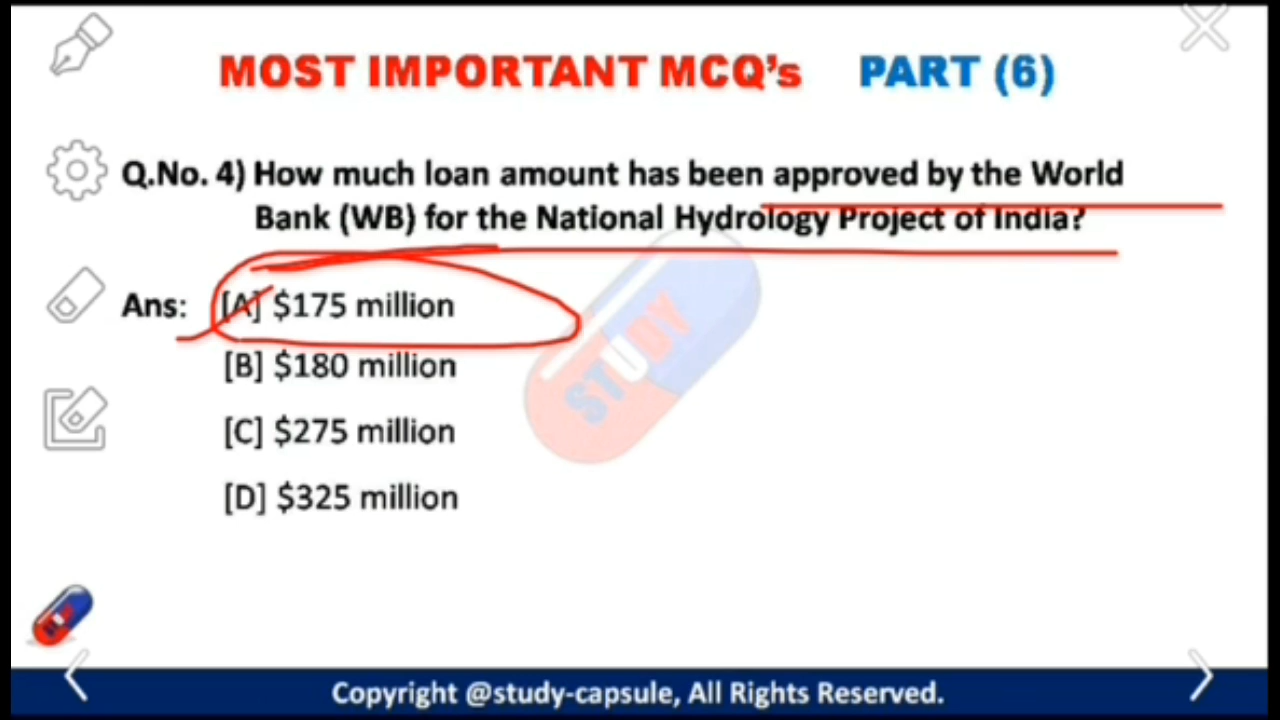 MOST IMPORTANT MCQ's PART (6)
Q.No. 4) How much loan amount has been approved by the World
Bank (WB) for the National Hydrology Project of India?
Ans: [A] $175 million
[B] $180 million
[C] $275 million
[D] $325 million
STUDY
Copyright @study-capsule, All Rights Reserved.